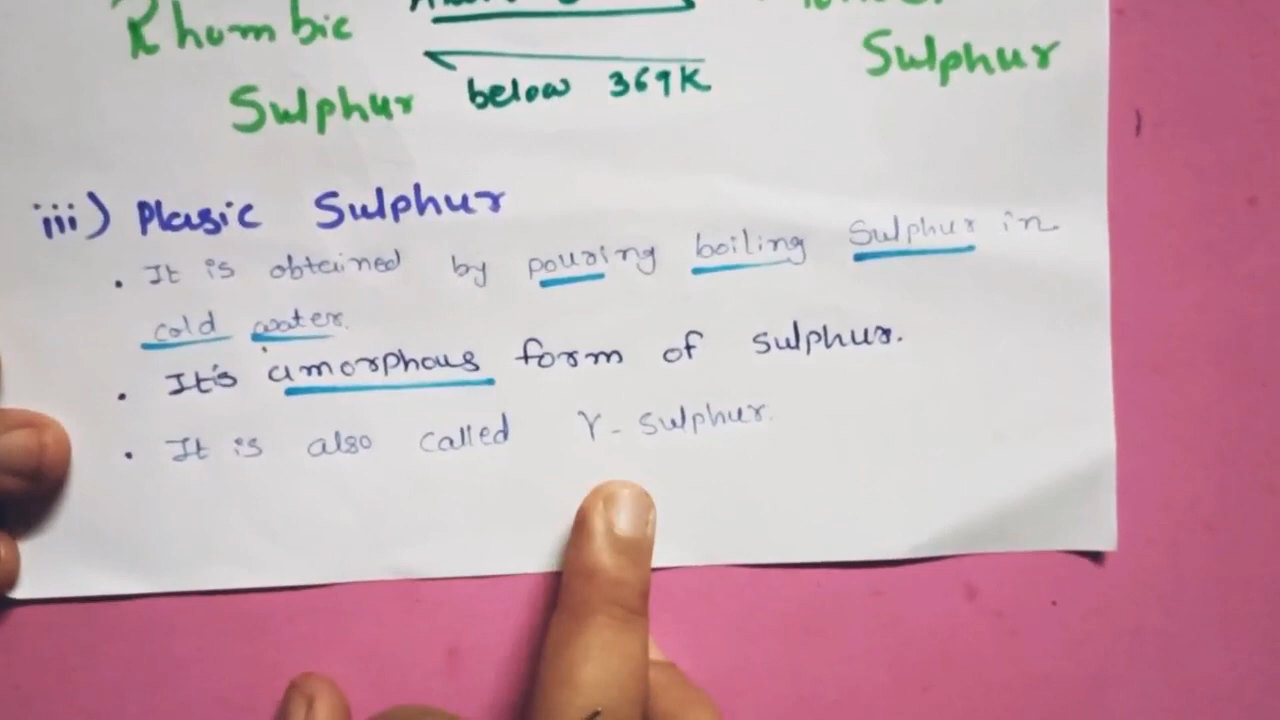 Rhombic
Sulphur
below 369K
Sulphur
iii) Plasic Sulphur
. It is obtained by pouring boiling Sulphur in
cold water.
. It's amorphous form of sulphur.
. It is also called γ- sulphur.